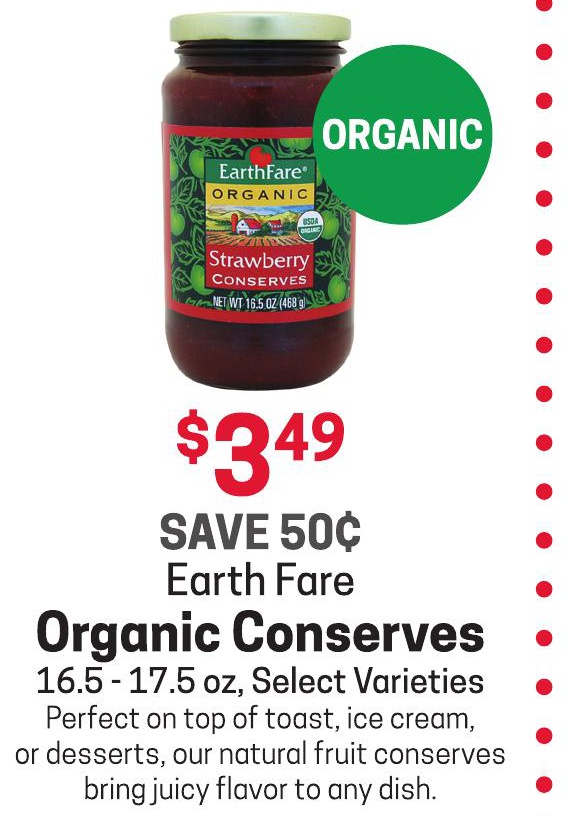 ORGANIC
EarthFare®
ORGANIC
USDA
ORGANIC
Strawberry
CONSERVES
NET WT 16.5 OZ (468 g)
$3 49
SAVE 50¢
Earth Fare
Organic Conserves
16.5 - 17.5 oz, Select Varieties
Perfect on top of toast, ice cream,
or desserts, our natural fruit conserves
bring juicy flavor to any dish.